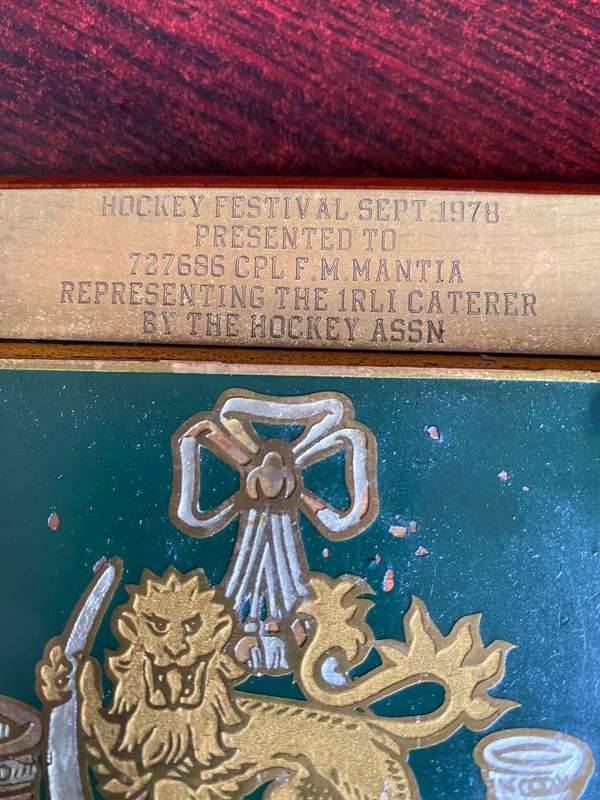 HOCKEY FESTIVAL SEPT.1978
PRESENTED TO
727686 CPL F.M.MANTIA
REPRESENTING THE 1RLI CATERER
BY THE HOCKEY ASSN